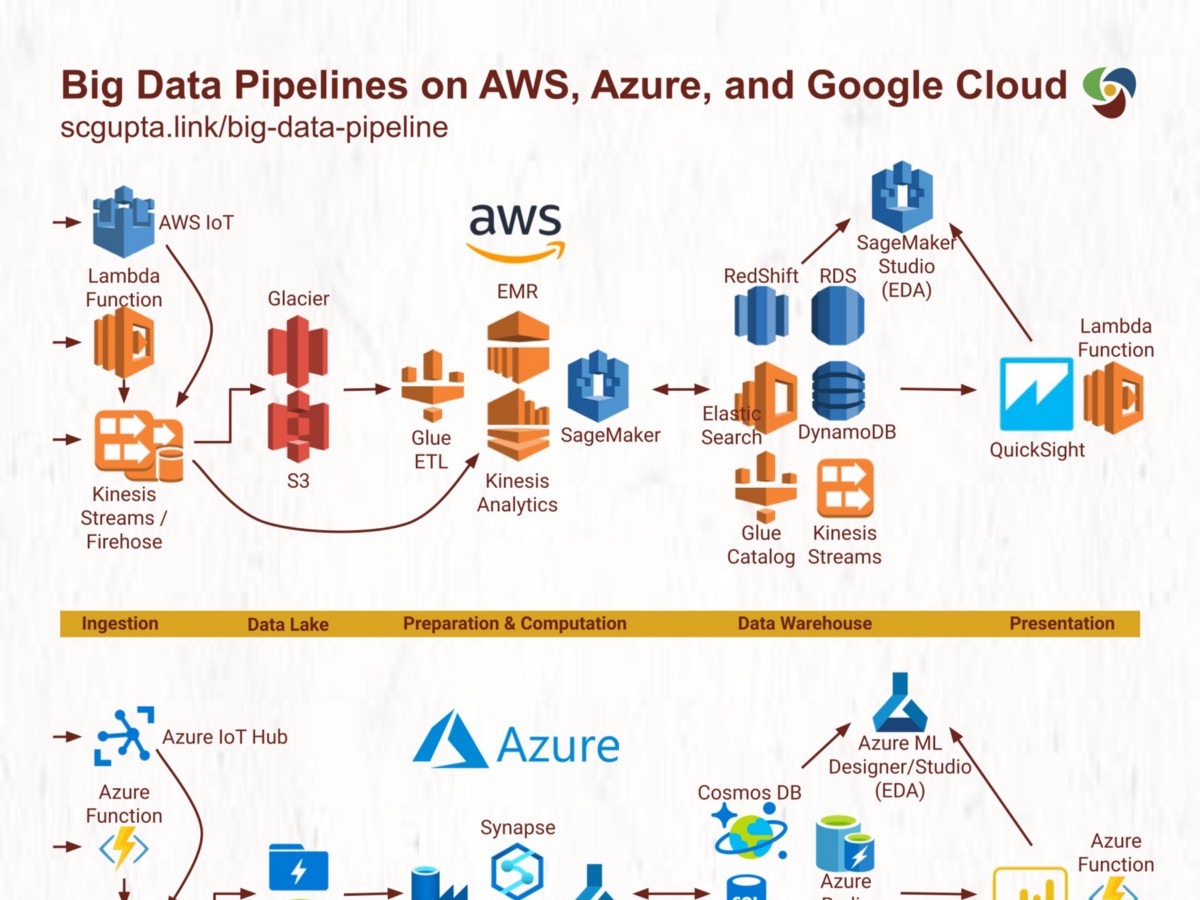 Big Data Pipelines on AWS, Azure, and Google Cloud
scgupta.link/big-data-pipeline
AWS IoT
Lambda
Function
Kinesis
Streams /
Firehose
Glacier
S3
aws
EMR
Glue
ETL
SageMaker
Kinesis
Analytics
RedShift
RDS
Elastic
Search
DynamoDB
Glue
Catalog
Kinesis
Streams
SageMaker
Studio
(EDA)
Lambda
Function
QuickSight
Ingestion
Data Lake
Preparation & Computation
Data Warehouse
Presentation
Azure IoT Hub
Azure
Function
Azure
Synapse
Cosmos DB
SQL
Azure
Azure ML
Designer/Studio
(EDA)
Azure
Function